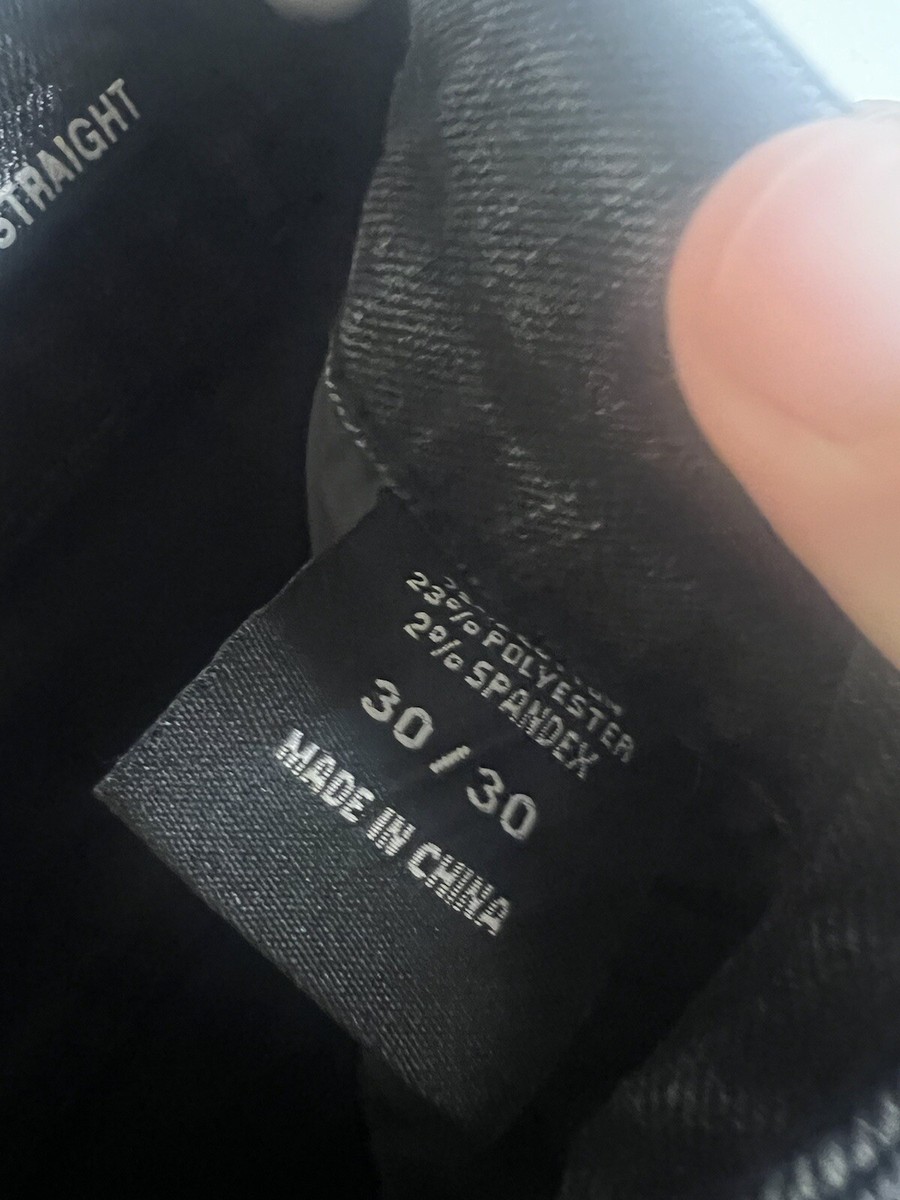 STRAIGHT
23% POLYESTER
2% SPANDEX
30 / 30
MADE IN CHINA